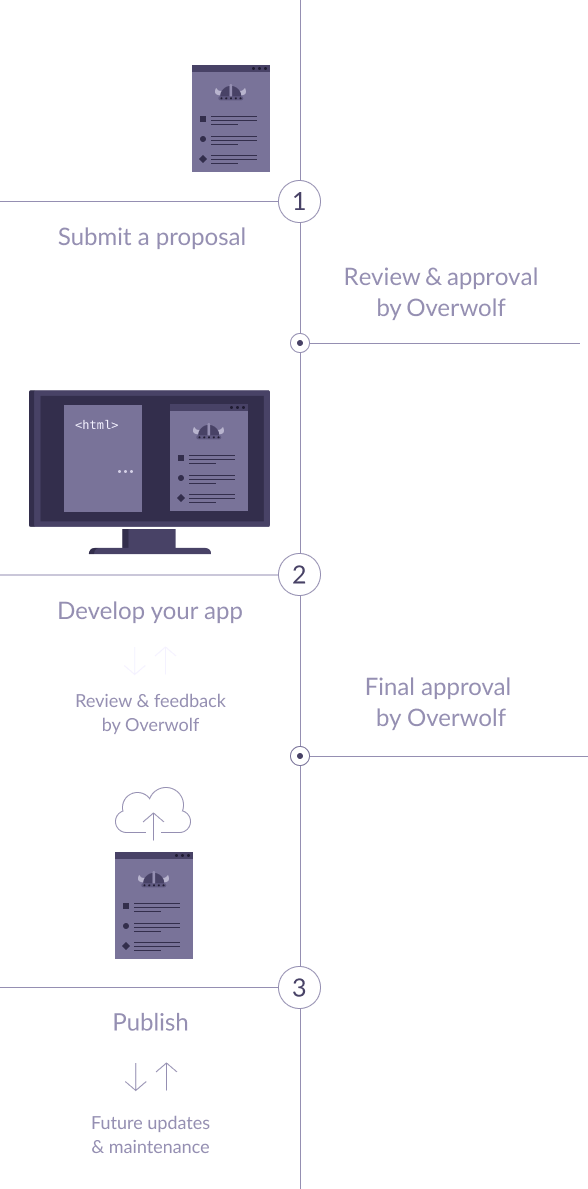 1
Submit a proposal
Review & approval
by Overwolf
<html>
...
2
Develop your app
Review & feedback
by Overwolf
Final approval
by Overwolf
3
Publish
Future updates
& maintenance